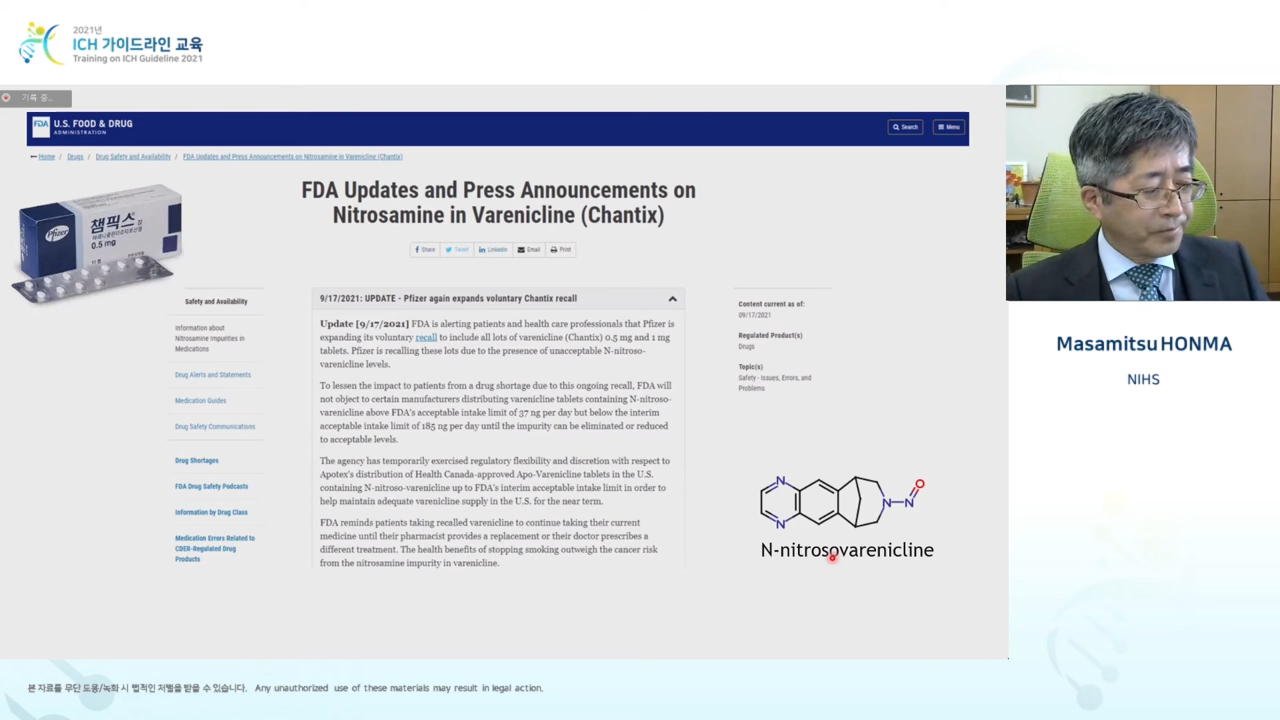 2021년
ICH 가이드라인 교육
Training on ICH Guideline 2021
기록 중...
FDA
U.S. FOOD & DRUG
ADMINISTRATION
Search
Menu
Home / Drugs / Drug Safety and Availability / FDA Updates and Press Announcements on Nitrosamine in Varenicline (Chantix)
FDA Updates and Press Announcements on
Nitrosamine in Varenicline (Chantix)
Pfizer
챔픽스정
0.5 mg
Share
Tweet
Linkedin
Email
Print
Safety and Availability
Information about
Nitrosamine Impurities in
Medications
Drug Alerts and Statements
Medication Guides
Drug Safety Communications
Drug Shortages
FDA Drug Safety Podcasts
Information by Drug Class
Medication Errors Related to
CDER-Regulated Drug
Products
9/17/2021: UPDATE - Pfizer again expands voluntary Chantix recall
Update [9/17/2021] FDA is alerting patients and health care professionals that Pfizer is
expanding its voluntary recall to include all lots of varenicline (Chantix) 0.5 mg and 1 mg
tablets. Pfizer is recalling these lots due to the presence of unacceptable N-nitroso-
varenicline levels.
To lessen the impact to patients from a drug shortage due to this ongoing recall, FDA will
not object to certain manufacturers distributing varenicline tablets containing N-nitroso-
varenicline above FDA's acceptable intake limit of 37 ng per day but below the interim
acceptable intake limit of 185 ng per day until the impurity can be eliminated or reduced
to acceptable levels.
The agency has temporarily exercised regulatory flexibility and discretion with respect to
Apotex's distribution of Health Canada-approved Apo-Varenicline tablets in the U.S.
containing N-nitroso-varenicline up to FDA's interim acceptable intake limit in order to
help maintain adequate varenicline supply in the U.S. for the near term.
FDA reminds patients taking recalled varenicline to continue taking their current
medicine until their pharmacist provides a replacement or their doctor prescribes a
different treatment. The health benefits of stopping smoking outweigh the cancer risk
from the nitrosamine impurity in varenicline.
Content current as of:
09/17/2021
Regulated Product(s)
Drugs
Topic(s)
Safety - Issues, Errors, and
Problems
N
N
N
N
O
N-nitrosovarenicline
Masamitsu HONMA
NIHS
본 자료를 무단 도용/녹화 시 법적인 처벌을 받을 수 있습니다. Any unauthorized use of these materials may result in legal action.